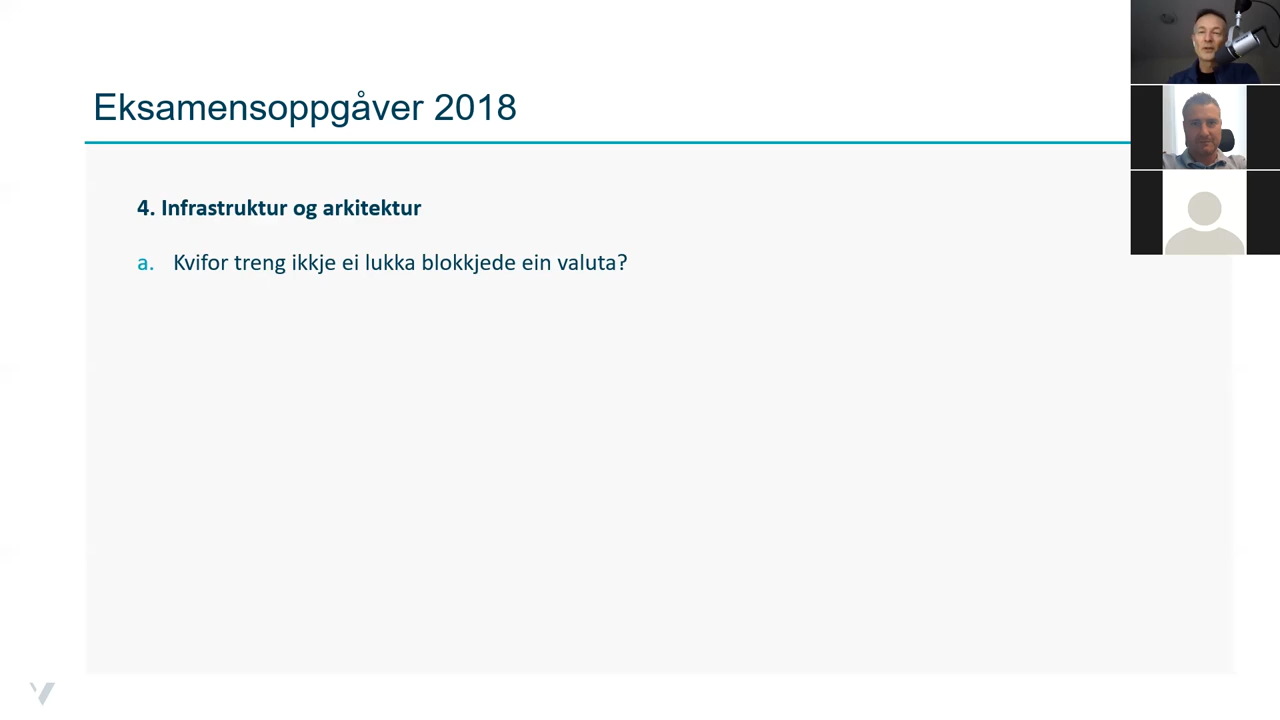 Eksamensoppgåver 2018
4. Infrastruktur og arkitektur
a. Kvifor treng ikkje ei lukka blokkjede ein valuta?